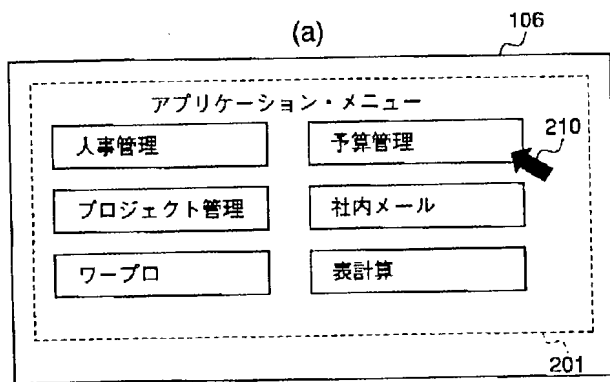 (a)
106
アプリケーション・メニュー
人事管理
予算管理
210
プロジェクト管理
社内メール
ワープロ
表計算
201